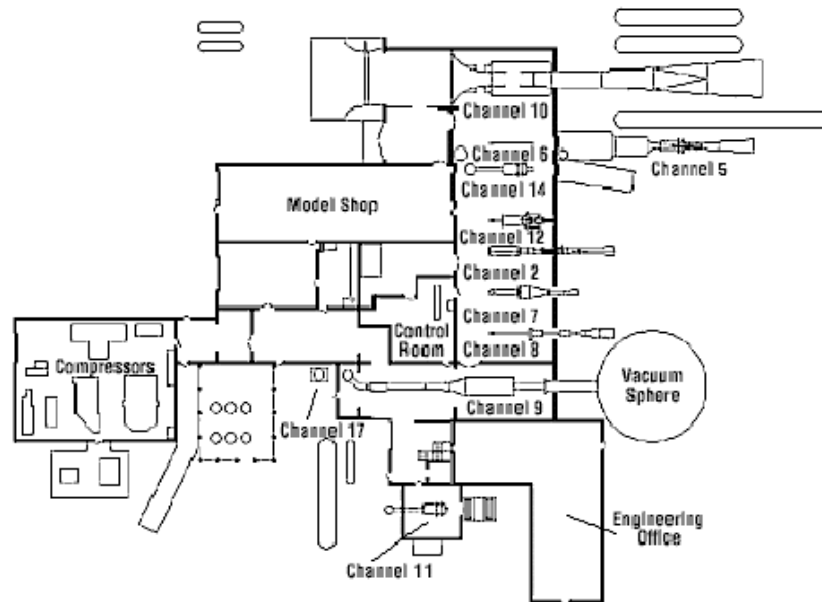 Channel 10
Channel 6
Channel 5
Channel 14
Model Shop
Channel 12
Channel 2
Channel 7
Control
Room
Channel 8
Compressors
Vacuum
Sphere
Channel 9
Channel 17
Engineering
Office
Channel 11